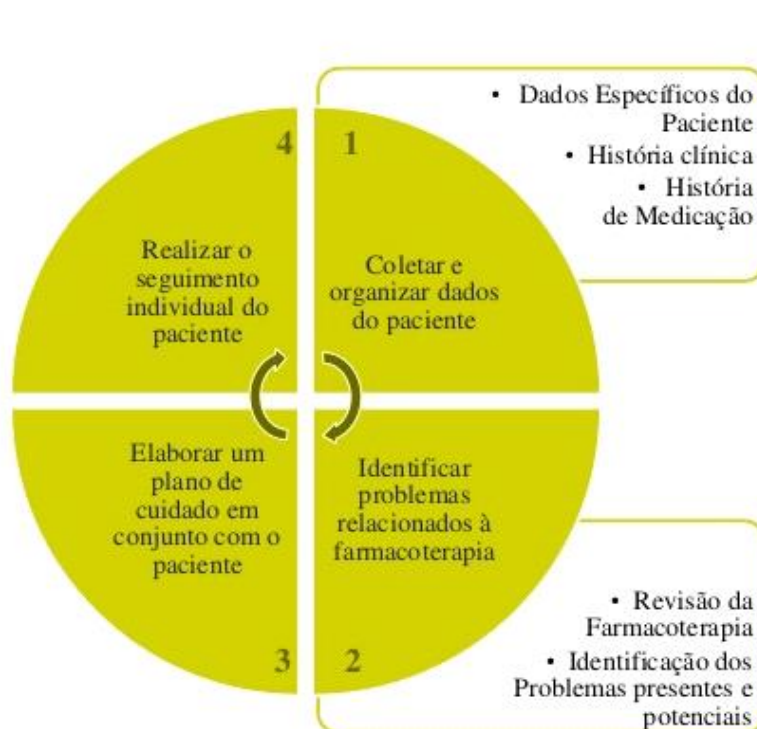 • Dados Específicos do
Paciente
• História clínica
• História
de Medicação
4
1
Realizar o
seguimento
individual do
paciente
Coletar e
organizar dados
do paciente
Elaborar um
plano de
cuidado em
conjunto com o
paciente
Identificar
problemas
relacionados à
farmacoterapia
3
2
• Revisão da
Farmacoterapia
• Identificação dos
Problemas presentes e
potenciais